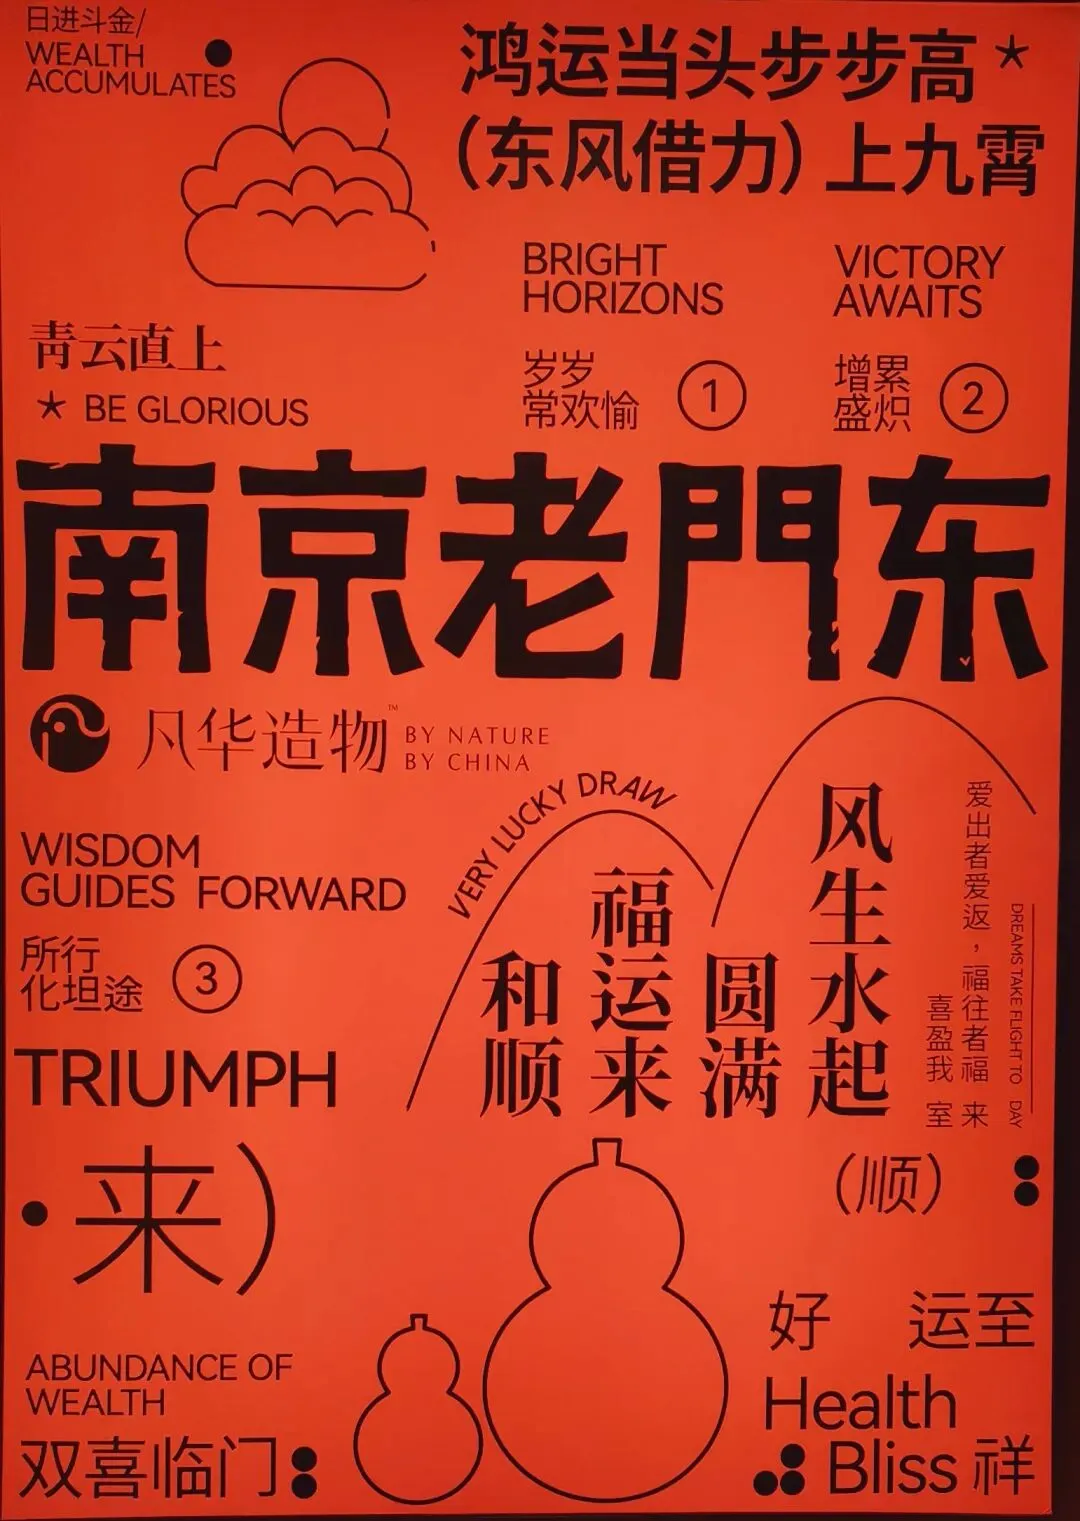 日进斗金/
WEALTH
ACCUMULATES
鸿运当头步步高
（东风借力）上九霄
BRIGHT
HORIZONS
VICTORY
AWAITS
青云直上
BE GLORIOUS
岁岁
常欢愉
①
增累
盛炽
②
南京老門东
凡华造物™
BY NATURE
BY CHINA
VERY LUCKY DRAW
WISDOM
GUIDES FORWARD
所行
化坦途
③
风生水起
圆满
福运来
和顺
爱出者爱返，福往者福来
喜盈我室
DREAMS TAKE FLIGHT TO DAY
TRIUMPH
·来）
（顺）
好 运至
ABUNDANCE OF
WEALTH
双喜临门
Health
Bliss 祥